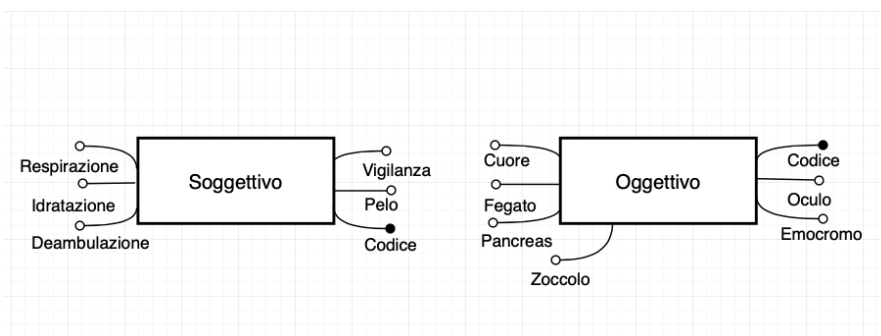 Respirazione
Idratazione
Deambulazione
Soggettivo
Vigilanza
Pelo
Codice
Cuore
Fegato
Pancreas
Zoccolo
Oggettivo
Codice
Oculo
Emocromo